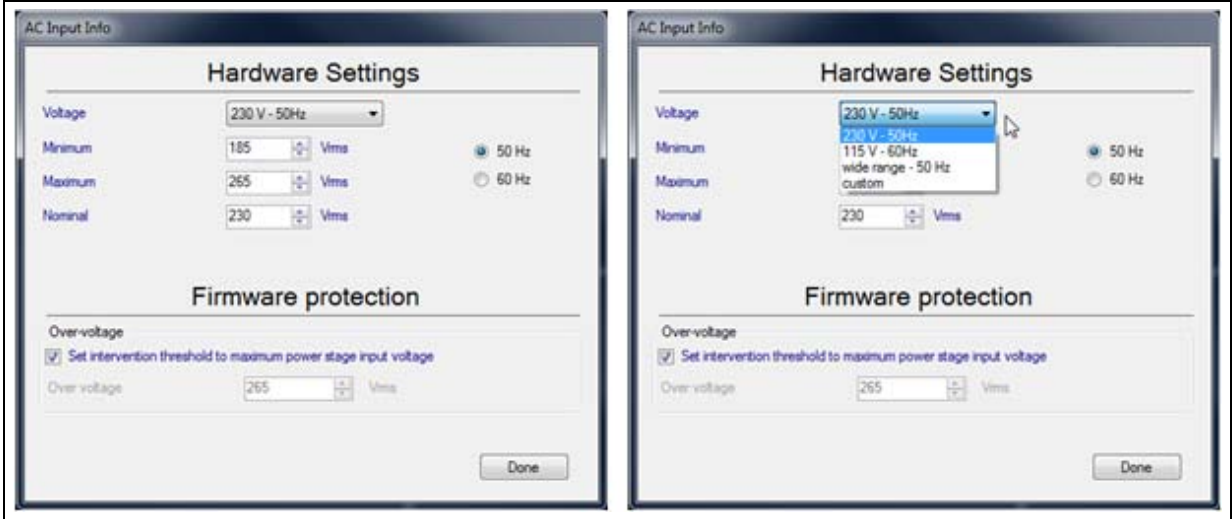 AC Input Info
Hardware Settings
Voltage 230 V - 50Hz
Minimum 185 Vrms 50 Hz
Maximum 265 Vrms 60 Hz
Nominal 230 Vrms
Firmware protection
Over-voltage
Set intervention threshold to maximum power stage input voltage
Over voltage 265 Vrms
Done
AC Input Info
Hardware Settings
Voltage 230 V - 50Hz
230 V - 50Hz
Minimum 115 V - 60Hz 50 Hz
wide range - 50 Hz
Maximum custom 60 Hz
Nominal 230 Vrms
Firmware protection
Over-voltage
Set intervention threshold to maximum power stage input voltage
Over voltage 265 Vrms
Done